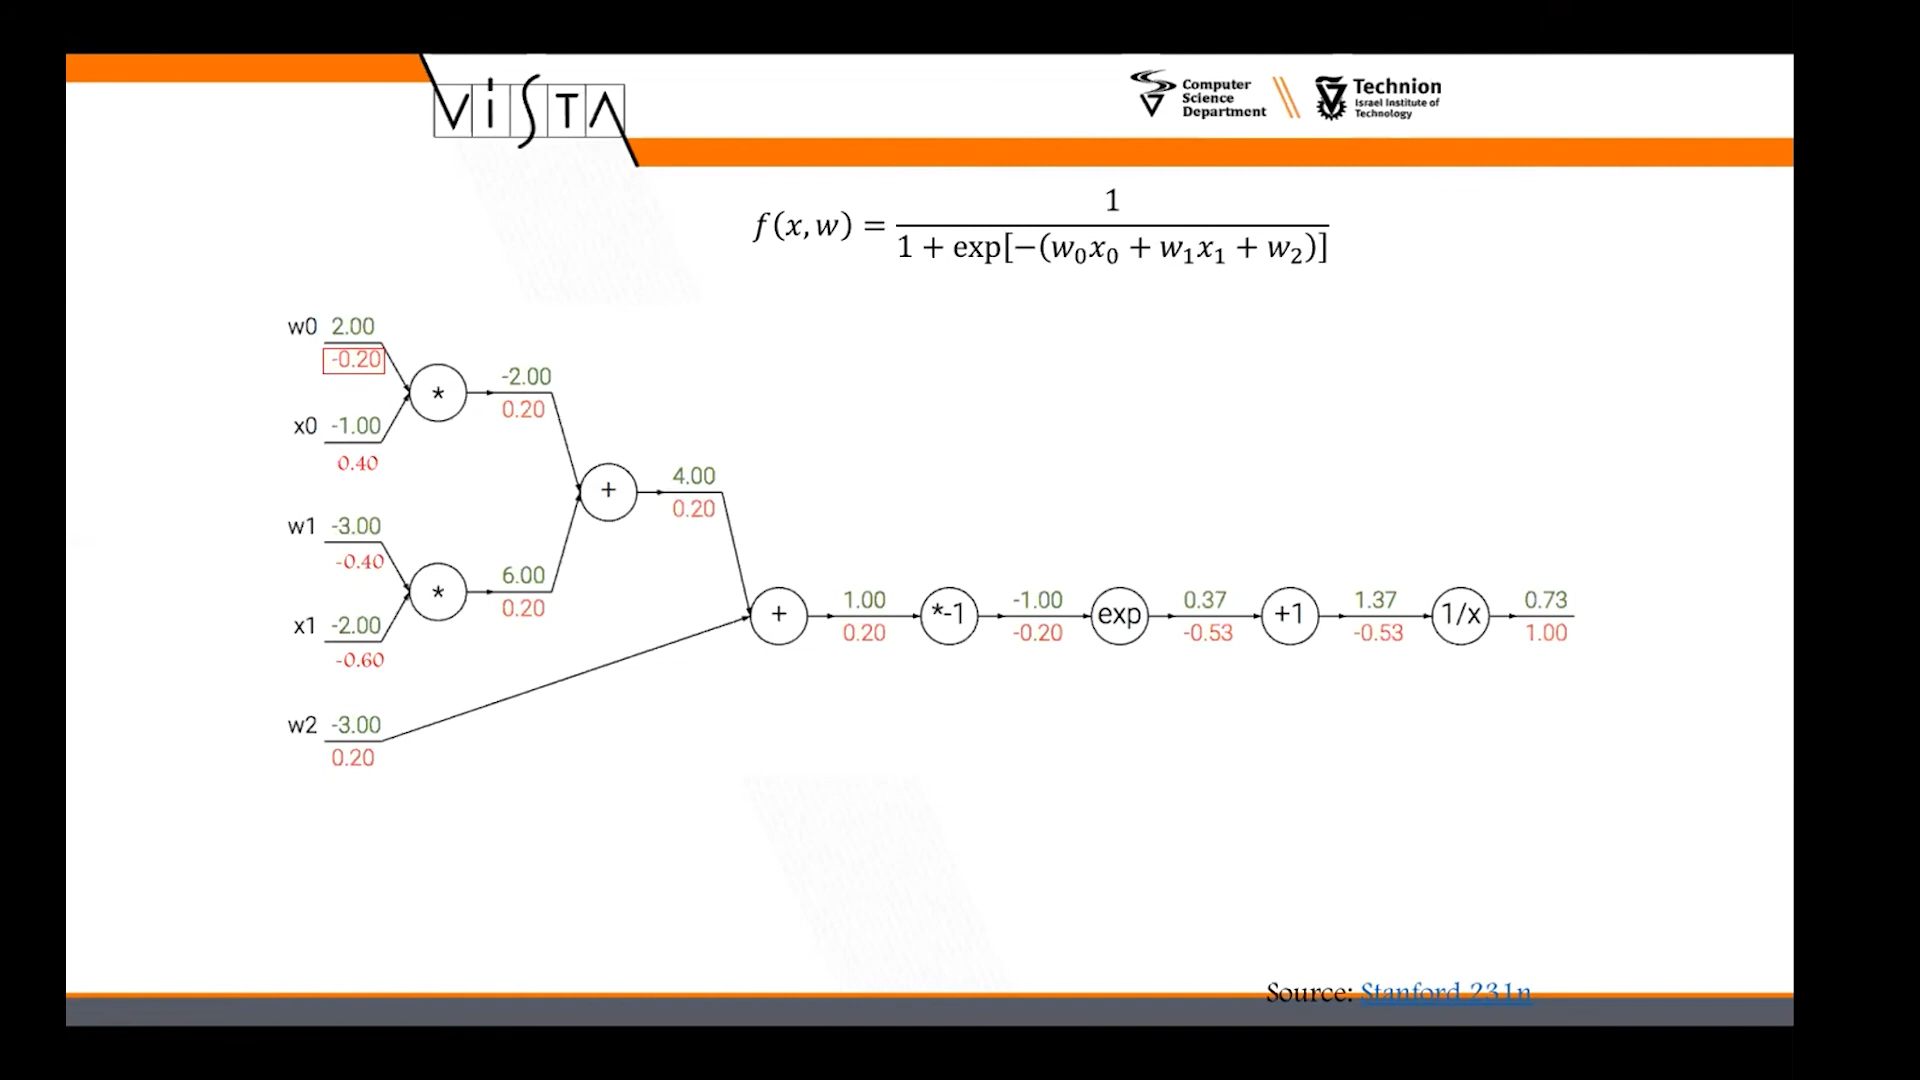 VISTA
Computer
Science
Department
Technion
Israel Institute of
Technology
f(x, w) = 1 / (1 + exp[−(w₀x₀ + w₁x₁ + w₂)])
w0 2.00
-0.20
*
-2.00
0.20
x0 -1.00
0.40
+
4.00
0.20
w1 -3.00
-0.40
*
6.00
0.20
x1 -2.00
-0.60
+
1.00
0.20
*-1
-1.00
-0.20
exp
0.37
-0.53
+1
1.37
-0.53
1/x
0.73
1.00
w2 -3.00
0.20
Source: Stanford 231n